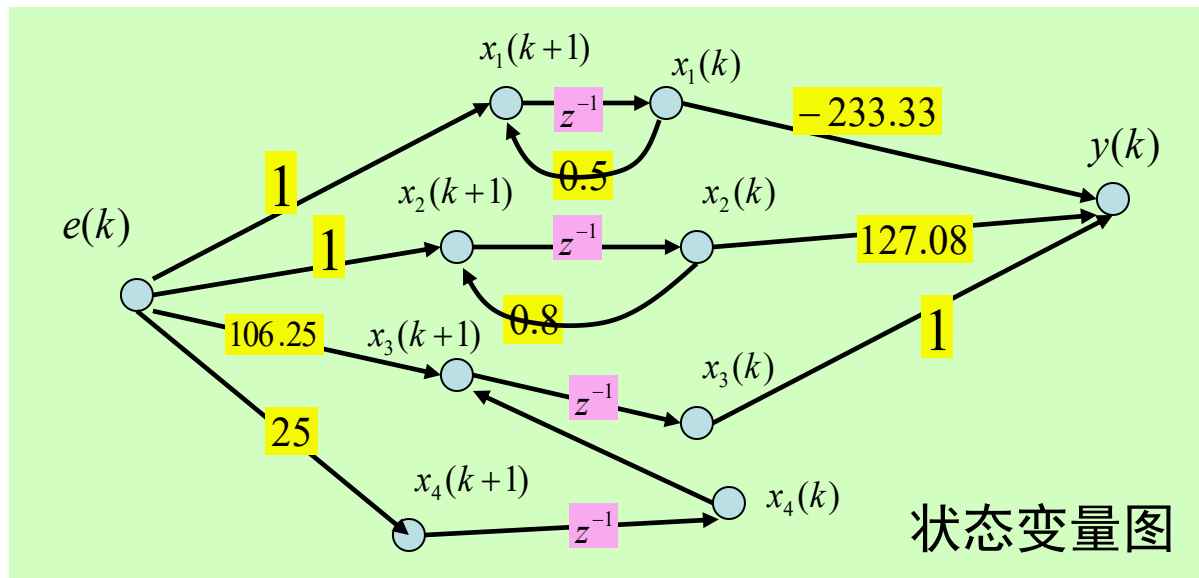 x₁(k+1)
x₁(k)
z⁻¹
−233.33
y(k)
0.5
1
x₂(k+1)
x₂(k)
e(k)
1
z⁻¹
127.08
0.8
106.25
x₃(k+1)
1
x₃(k)
z⁻¹
25
x₄(k+1)
x₄(k)
z⁻¹
状态变量图